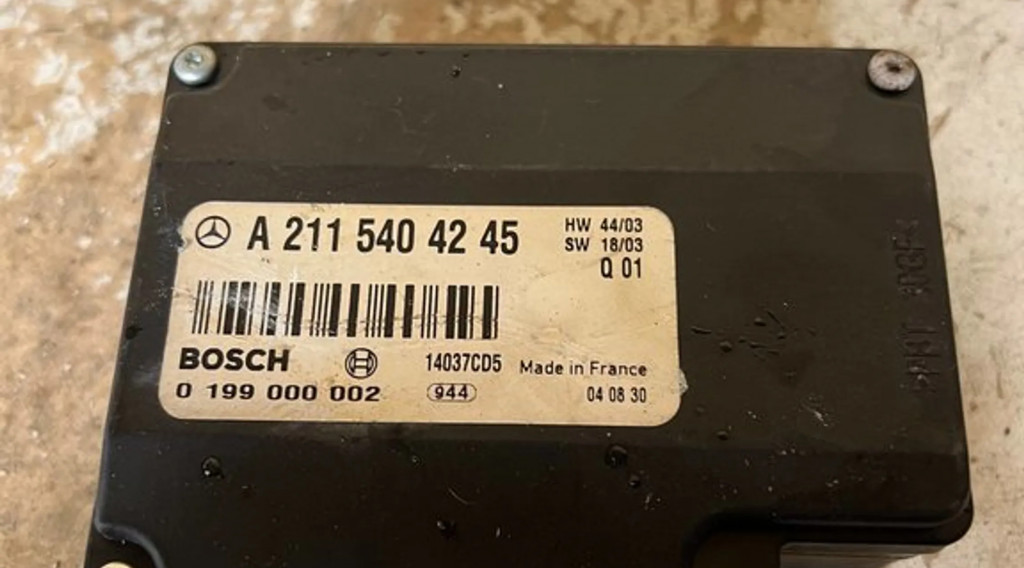 A 211 540 42 45
HW 44/03
SW 18/03
Q 01
BOSCH
14037CD5
Made in France
0 199 000 002
944
04 08 30